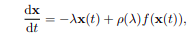 dx/dt = −λx(t) + ρ(λ)f(x(t)),